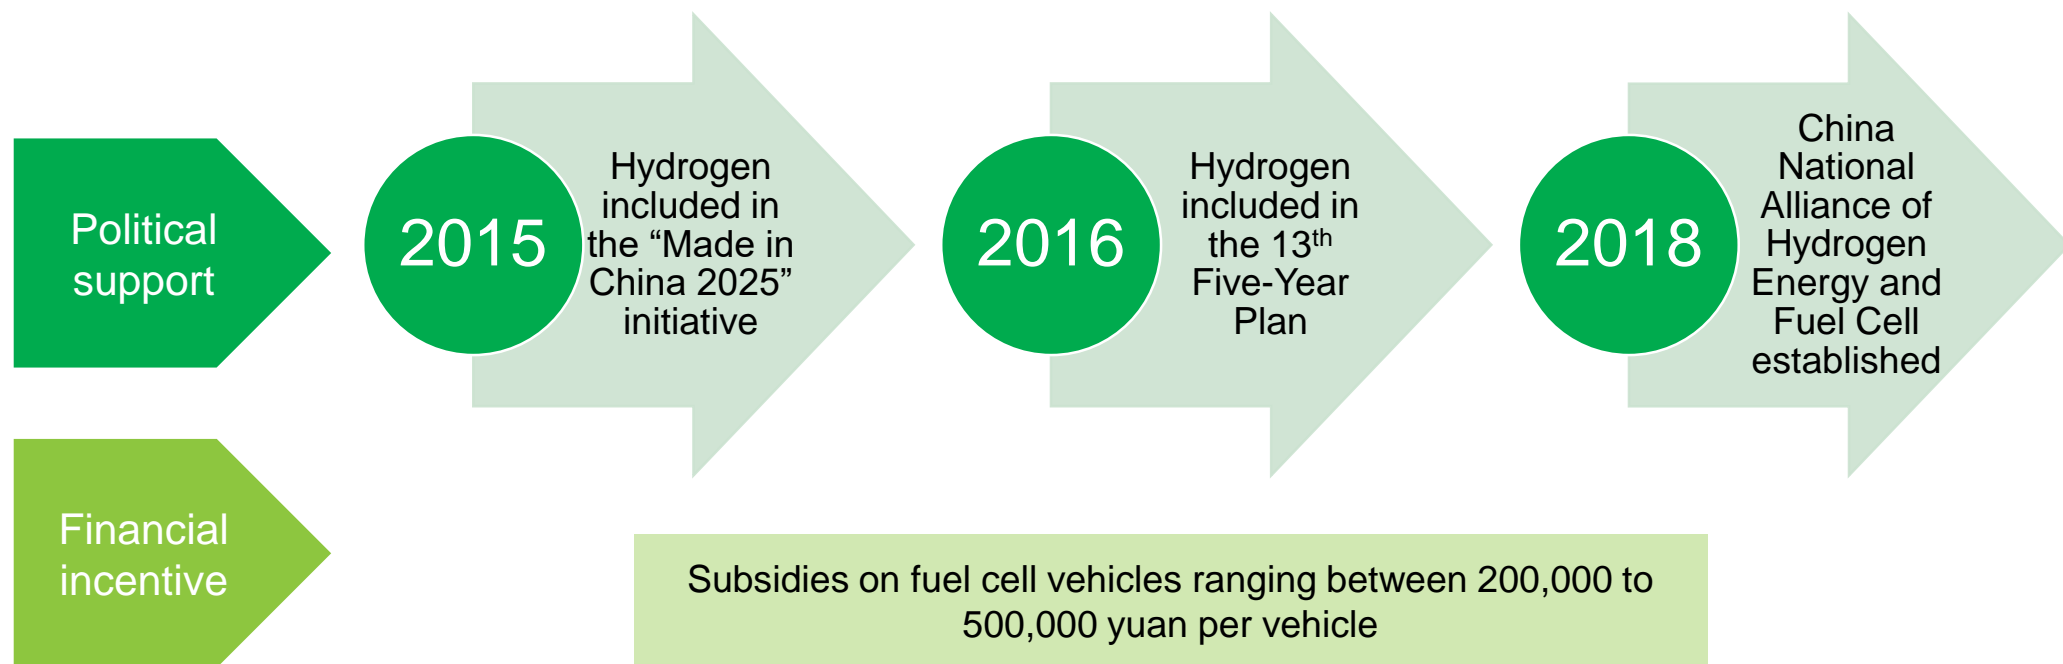 Political
support
2015
Hydrogen
included in
the “Made in
China 2025”
initiative
2016
Hydrogen
included in
the 13th
Five-Year
Plan
2018
China
National
Alliance of
Hydrogen
Energy and
Fuel Cell
established
Financial
incentive
Subsidies on fuel cell vehicles ranging between 200,000 to
500,000 yuan per vehicle